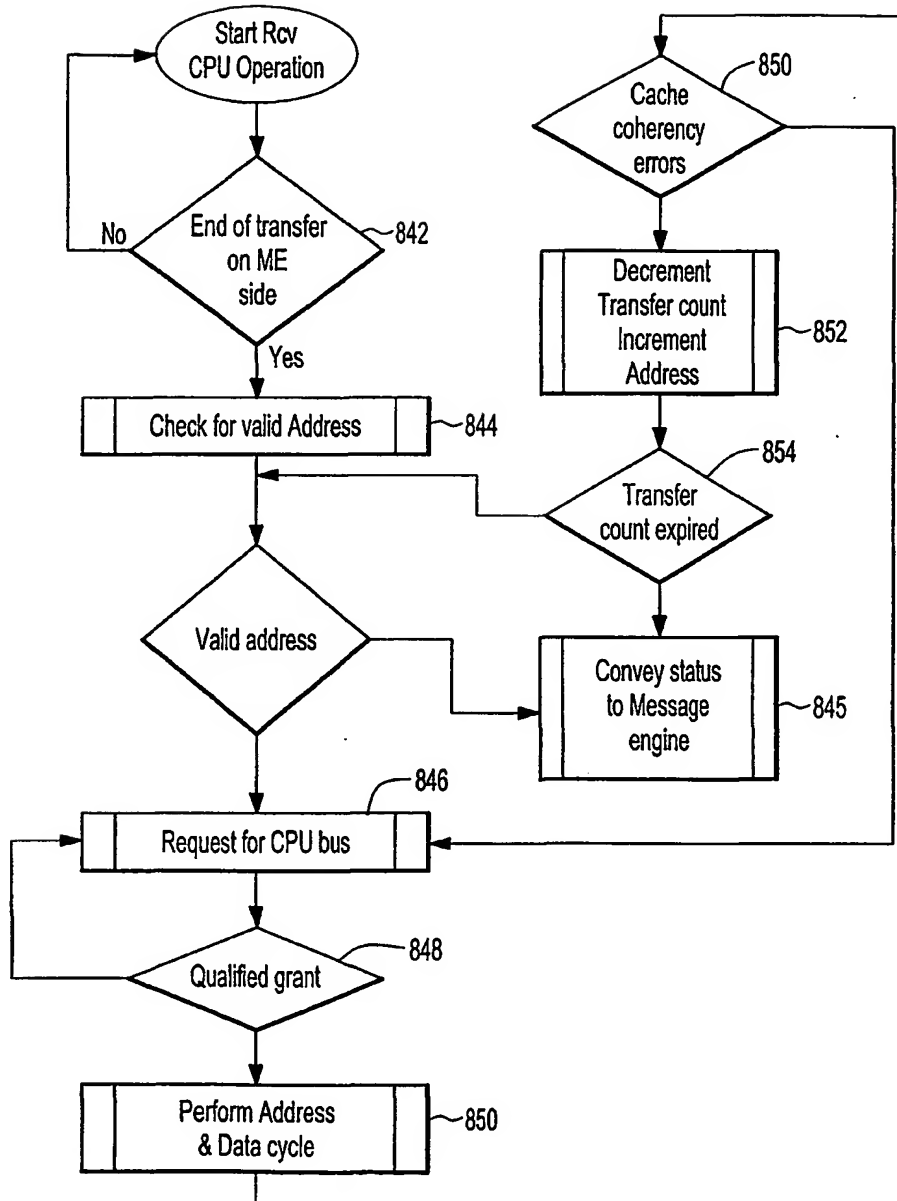 Start Rcv
CPU Operation
No
End of transfer
on ME
side
842
Yes
Check for valid Address
844
Valid address
846
Request for CPU bus
848
Qualified grant
Perform Address
& Data cycle
850
850
Cache
coherency
errors
Decrement
Transfer count
Increment
Address
852
854
Transfer
count expired
Convey status
to Message
engine
845